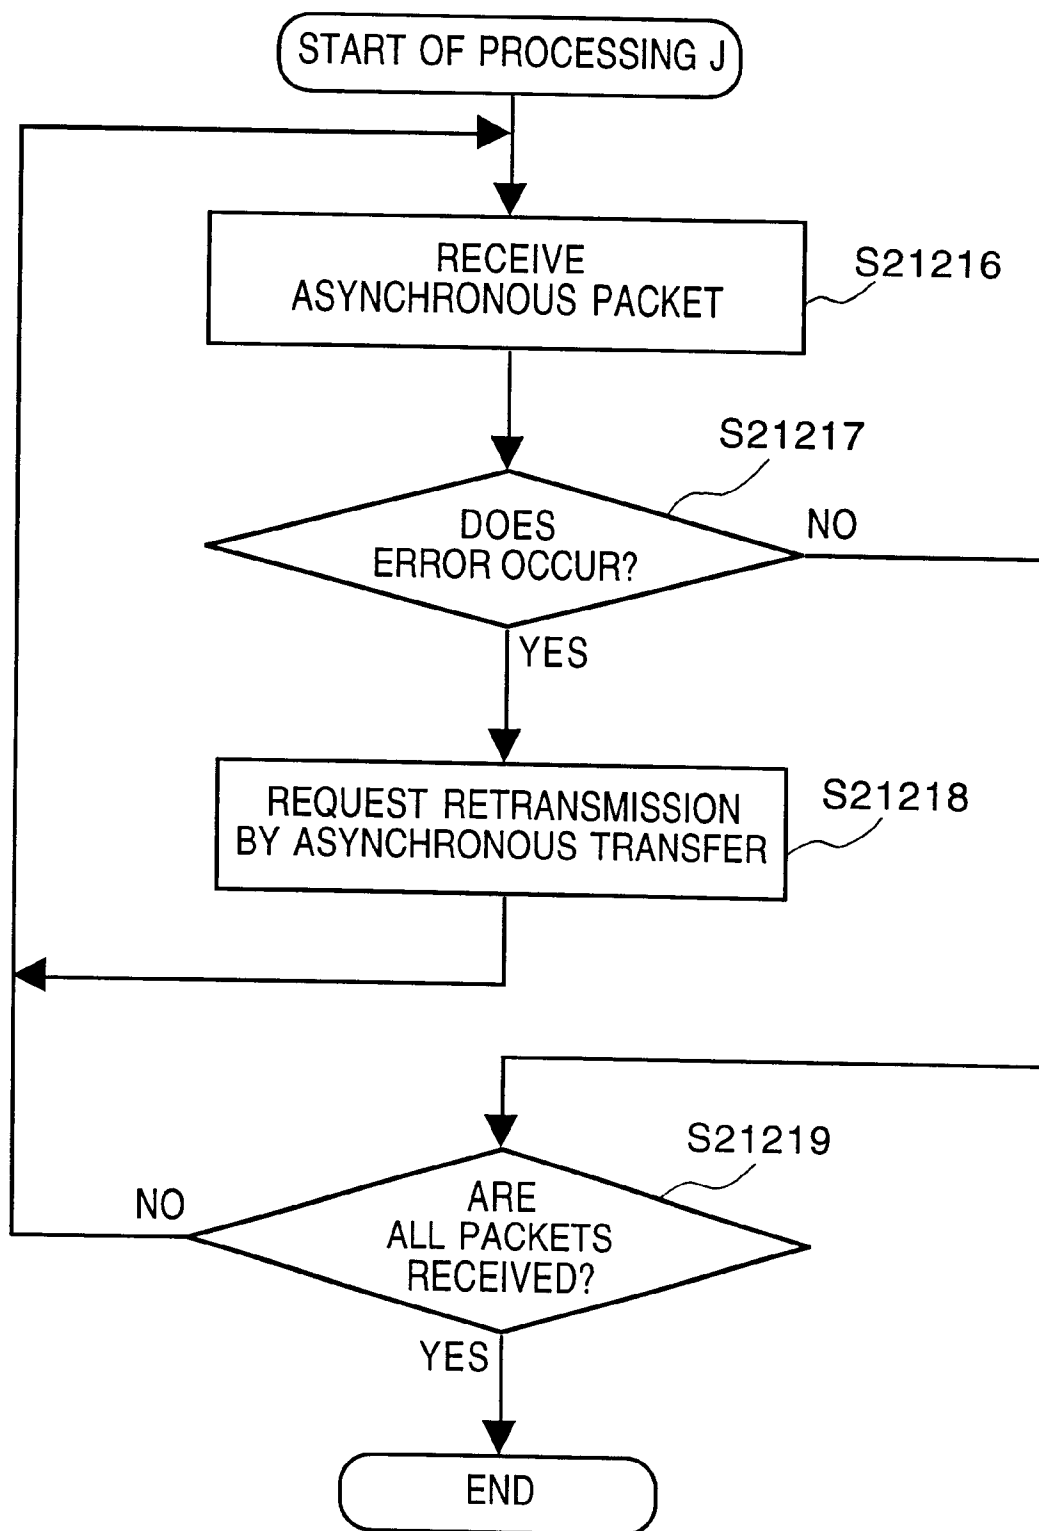 START OF PROCESSING J
RECEIVE
ASYNCHRONOUS PACKET
S21216
S21217
DOES
ERROR OCCUR?
NO
YES
REQUEST RETRANSMISSION
BY ASYNCHRONOUS TRANSFER
S21218
S21219
ARE
ALL PACKETS
RECEIVED?
NO
YES
END